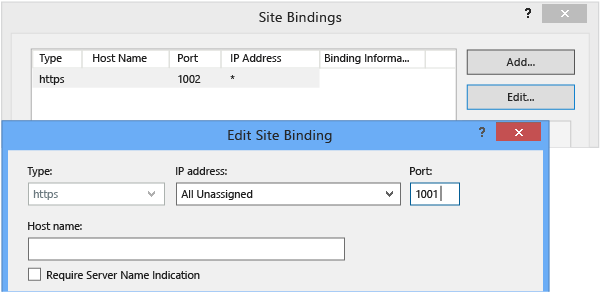 Site Bindings
?
Type Host Name Port IP Address Binding Informa...
https 1002 *
Add...
Edit...
Edit Site Binding
?
Type: IP address: Port:
https All Unassigned 1001
Host name:
Require Server Name Indication